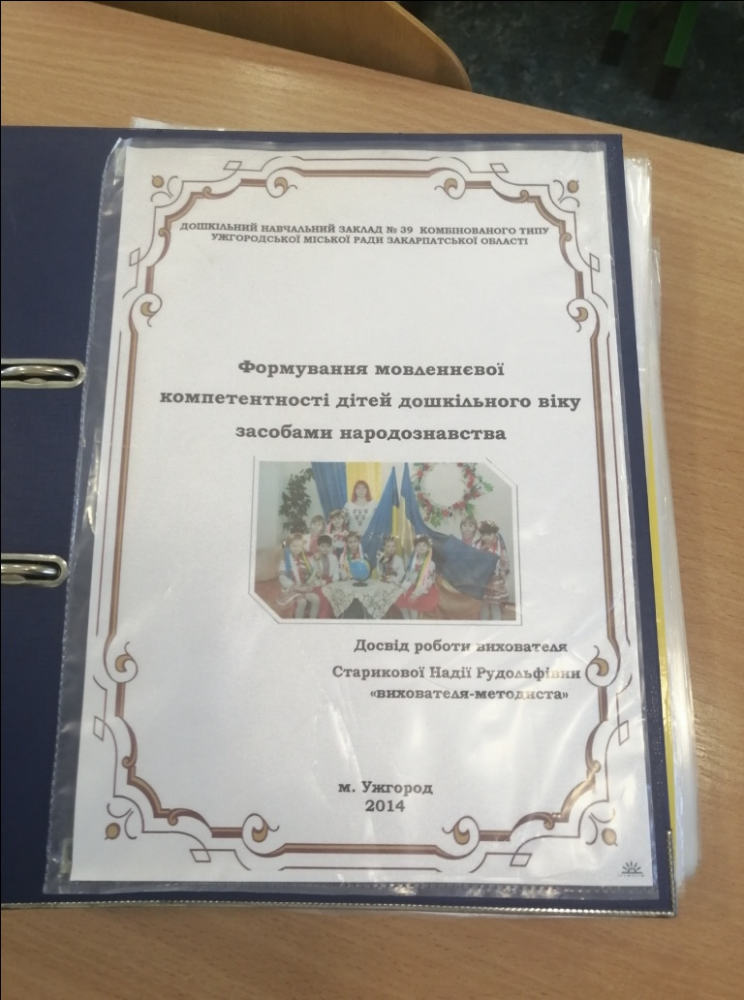 ДОШКІЛЬНИЙ НАВЧАЛЬНИЙ ЗАКЛАД № 39 КОМБІНОВАНОГО ТИПУ
УЖГОРОДСЬКОЇ МІСЬКОЇ РАДИ ЗАКАРПАТСЬКОЇ ОБЛАСТІ
Формування мовленнєвої
компетентності дітей дошкільного віку
засобами народознавства
Досвід роботи вихователя
Старикової Надії Рудольфівни
«вихователя-методиста»
м. Ужгород
2014